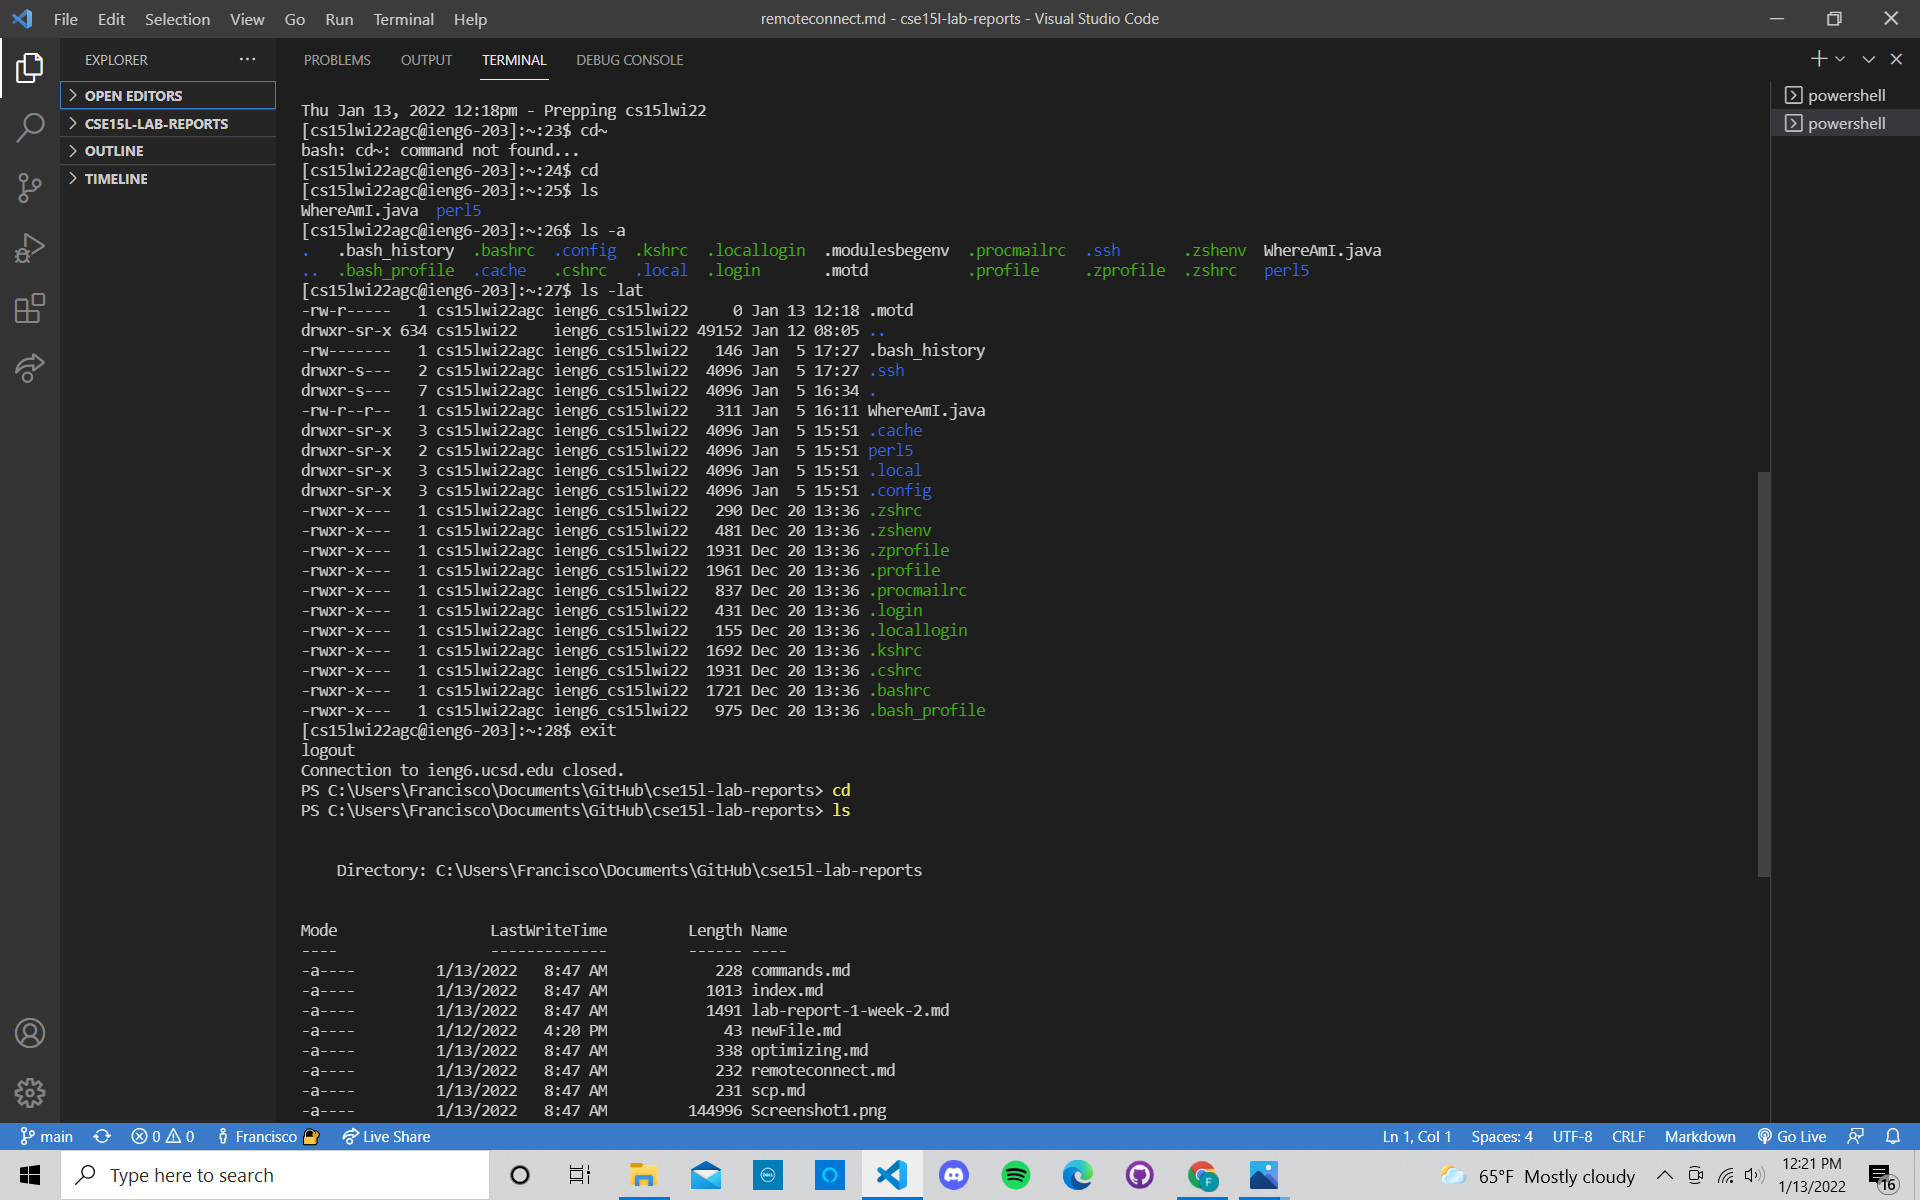 File Edit Selection View Go Run Terminal Help
remoteconnect.md - cse15l-lab-reports - Visual Studio Code
EXPLORER ...
OPEN EDITORS
CSE15L-LAB-REPORTS
OUTLINE
TIMELINE
PROBLEMS OUTPUT TERMINAL DEBUG CONSOLE
powershell
powershell
Thu Jan 13, 2022 12:18pm - Prepping cs15lwi22
[cs15lwi22agc@ieng6-203]:~:23$ cd~
bash: cd~: command not found...
[cs15lwi22agc@ieng6-203]:~:24$ cd
[cs15lwi22agc@ieng6-203]:~:25$ ls
WhereAmI.java perl5
[cs15lwi22agc@ieng6-203]:~:26$ ls -a
. .bash_history .bashrc .config .kshrc .locallogin .modulesbegenv .procmailrc .ssh .zshenv WhereAmI.java
.. .bash_profile .cache .cshrc .local .login .motd .profile .zprofile .zshrc perl5
[cs15lwi22agc@ieng6-203]:~:27$ ls -lat
-rw-r----- 1 cs15lwi22agc ieng6_cs15lwi22 0 Jan 13 12:18 .motd
drwxr-sr-x 634 cs15lwi22 ieng6_cs15lwi22 49152 Jan 12 08:05 ..
-rw------- 1 cs15lwi22agc ieng6_cs15lwi22 146 Jan 5 17:27 .bash_history
drwxr-s--- 2 cs15lwi22agc ieng6_cs15lwi22 4096 Jan 5 17:27 .ssh
drwxr-s--- 7 cs15lwi22agc ieng6_cs15lwi22 4096 Jan 5 16:34 .
-rw-r--r-- 1 cs15lwi22agc ieng6_cs15lwi22 311 Jan 5 16:11 WhereAmI.java
drwxr-sr-x 3 cs15lwi22agc ieng6_cs15lwi22 4096 Jan 5 15:51 .cache
drwxr-sr-x 2 cs15lwi22agc ieng6_cs15lwi22 4096 Jan 5 15:51 perl5
drwxr-sr-x 3 cs15lwi22agc ieng6_cs15lwi22 4096 Jan 5 15:51 .local
drwxr-sr-x 3 cs15lwi22agc ieng6_cs15lwi22 4096 Jan 5 15:51 .config
-rwxr-x--- 1 cs15lwi22agc ieng6_cs15lwi22 290 Dec 20 13:36 .zshrc
-rwxr-x--- 1 cs15lwi22agc ieng6_cs15lwi22 481 Dec 20 13:36 .zshenv
-rwxr-x--- 1 cs15lwi22agc ieng6_cs15lwi22 1931 Dec 20 13:36 .zprofile
-rwxr-x--- 1 cs15lwi22agc ieng6_cs15lwi22 1961 Dec 20 13:36 .profile
-rwxr-x--- 1 cs15lwi22agc ieng6_cs15lwi22 837 Dec 20 13:36 .procmailrc
-rwxr-x--- 1 cs15lwi22agc ieng6_cs15lwi22 431 Dec 20 13:36 .login
-rwxr-x--- 1 cs15lwi22agc ieng6_cs15lwi22 155 Dec 20 13:36 .locallogin
-rwxr-x--- 1 cs15lwi22agc ieng6_cs15lwi22 1692 Dec 20 13:36 .kshrc
-rwxr-x--- 1 cs15lwi22agc ieng6_cs15lwi22 1931 Dec 20 13:36 .cshrc
-rwxr-x--- 1 cs15lwi22agc ieng6_cs15lwi22 1721 Dec 20 13:36 .bashrc
-rwxr-x--- 1 cs15lwi22agc ieng6_cs15lwi22 975 Dec 20 13:36 .bash_profile
[cs15lwi22agc@ieng6-203]:~:28$ exit
logout
Connection to ieng6.ucsd.edu closed.
PS C:\Users\Francisco\Documents\GitHub\cse15l-lab-reports> cd
PS C:\Users\Francisco\Documents\GitHub\cse15l-lab-reports> ls
Directory: C:\Users\Francisco\Documents\GitHub\cse15l-lab-reports
Mode LastWriteTime Length Name
---- ------------- ------ ----
-a---- 1/13/2022 8:47 AM 228 commands.md
-a---- 1/13/2022 8:47 AM 1013 index.md
-a---- 1/13/2022 8:47 AM 1491 lab-report-1-week-2.md
-a---- 1/12/2022 4:20 PM 43 newFile.md
-a---- 1/13/2022 8:47 AM 338 optimizing.md
-a---- 1/13/2022 8:47 AM 232 remoteconnect.md
-a---- 1/13/2022 8:47 AM 231 scp.md
-a---- 1/13/2022 8:47 AM 144996 Screenshot1.png
main 0 0 Francisco Live Share Ln 1, Col 1 Spaces: 4 UTF-8 CRLF Markdown Go Live
Type here to search
DELL
F
65°F Mostly cloudy
12:21 PM
1/13/2022
16